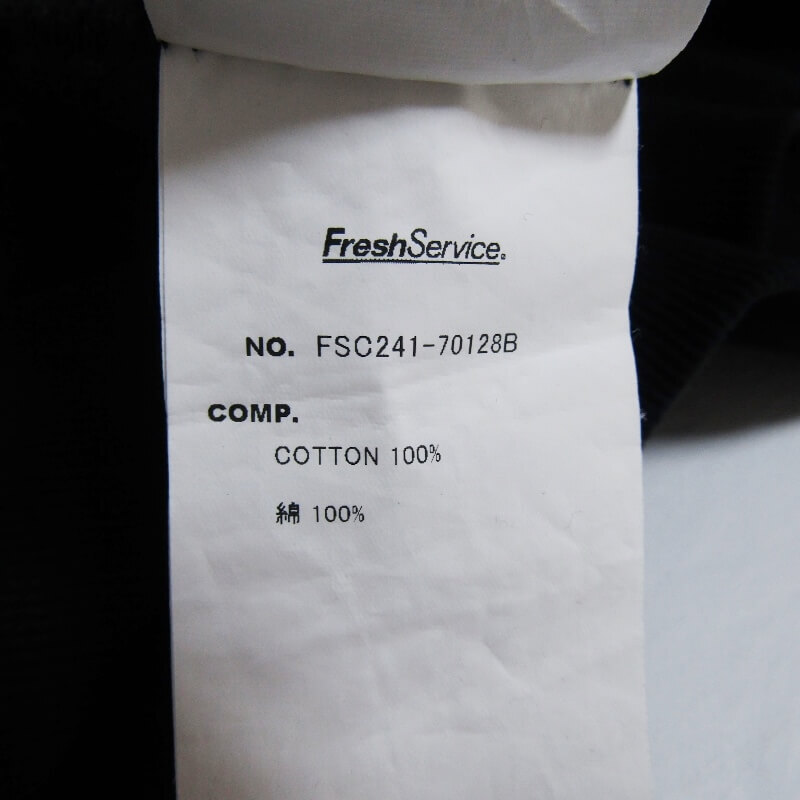 FreshService®
NO. FSC241-70128B
COMP.
COTTON 100%
綿 100%